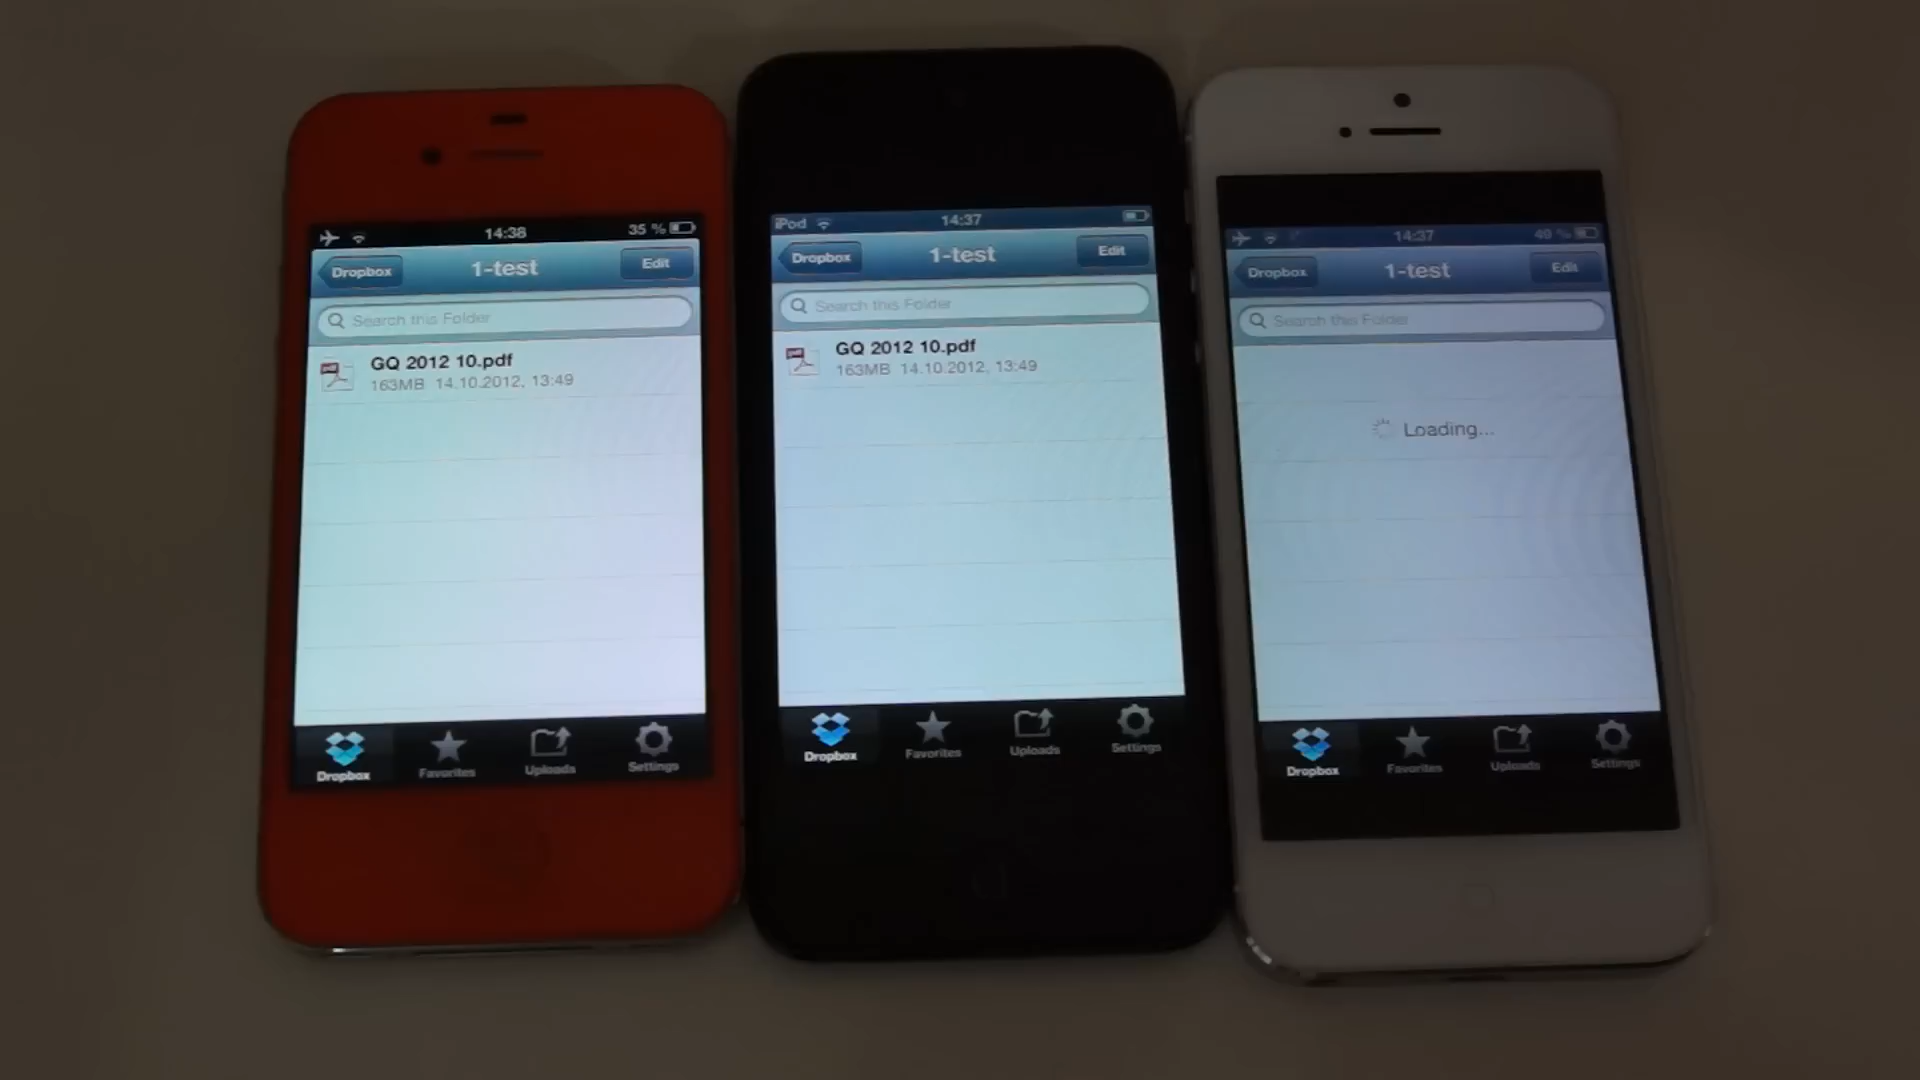 14:38
35 %
Dropbox
1-test
Edit
Search this Folder
GQ 2012 10.pdf
163MB 14.10.2012, 13:49
Dropbox
Favorites
Uploads
Settings
iPod
14:37
Dropbox
1-test
Edit
Search this Folder
GQ 2012 10.pdf
163MB 14.10.2012, 13:49
Dropbox
Favorites
Uploads
Settings
14:37
49 %
Dropbox
1-test
Edit
Search this Folder
Loading...
Dropbox
Favorites
Uploads
Settings